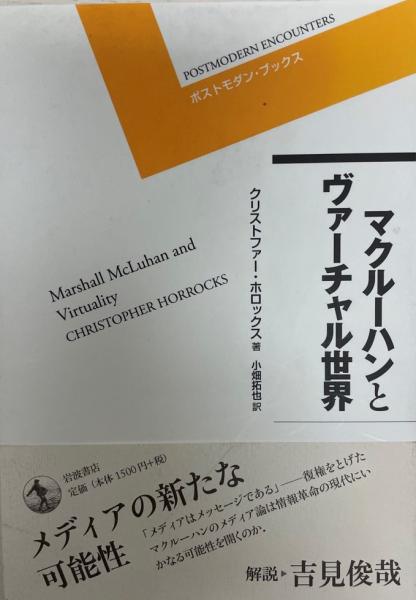 POSTMODERN ENCOUNTERS
ポストモダン・ブックス
マクルーハンと
ヴァーチャル世界
クリストファー・ホロックス 著
小畑拓也 訳
Marshall McLuhan and
Virtuality
CHRISTOPHER HORROCKS
岩波書店
定価(本体1500円+税)
メディアの新たな
可能性
「メディアはメッセージである」――復権をとげた
マクルーハンのメディア論は情報革命の現代にい
かなる可能性を開くのか.
解説▶吉見俊哉